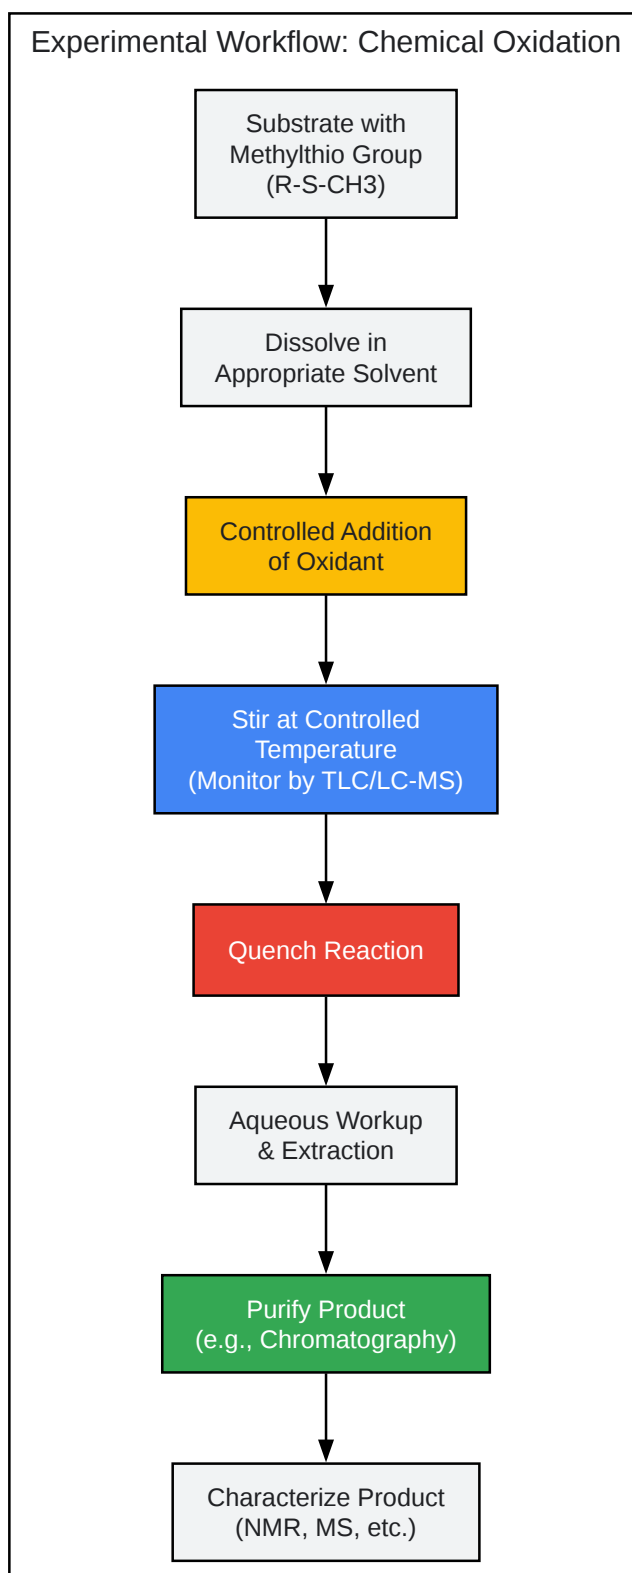 Experimental Workflow: Chemical Oxidation
Substrate with
Methylthio Group
(R-S-CH3)
Dissolve in
Appropriate Solvent
Controlled Addition
of Oxidant
Stir at Controlled
Temperature
(Monitor by TLC/LC-MS)
Quench Reaction
Aqueous Workup
& Extraction
Purify Product
(e.g., Chromatography)
Characterize Product
(NMR, MS, etc.)